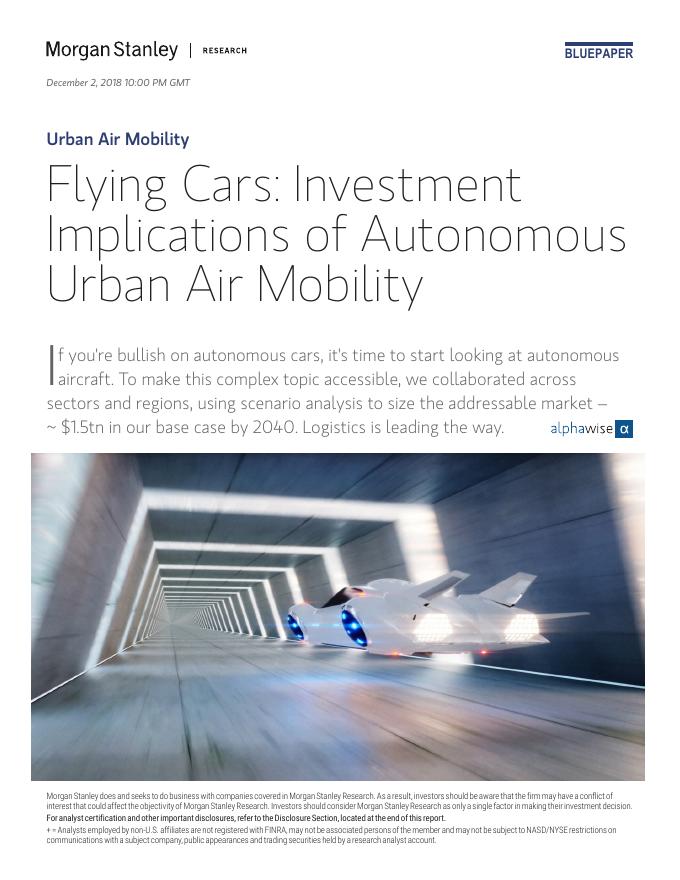 Morgan Stanley | RESEARCH
BLUEPAPER
December 2, 2018 10:00 PM GMT
Urban Air Mobility
Flying Cars: Investment
Implications of Autonomous
Urban Air Mobility
If you're bullish on autonomous cars, it's time to start looking at autonomous
aircraft. To make this complex topic accessible, we collaborated across
sectors and regions, using scenario analysis to size the addressable market –
~ $1.5tn in our base case by 2040. Logistics is leading the way.
alphawise α
Morgan Stanley does and seeks to do business with companies covered in Morgan Stanley Research. As a result, investors should be aware that the firm may have a conflict of
interest that could affect the objectivity of Morgan Stanley Research. Investors should consider Morgan Stanley Research as only a single factor in making their investment decision.
For analyst certification and other important disclosures, refer to the Disclosure Section, located at the end of this report.
+ = Analysts employed by non-U.S. affiliates are not registered with FINRA, may not be associated persons of the member and may not be subject to NASD/NYSE restrictions on
communications with a subject company, public appearances and trading securities held by a research analyst account.